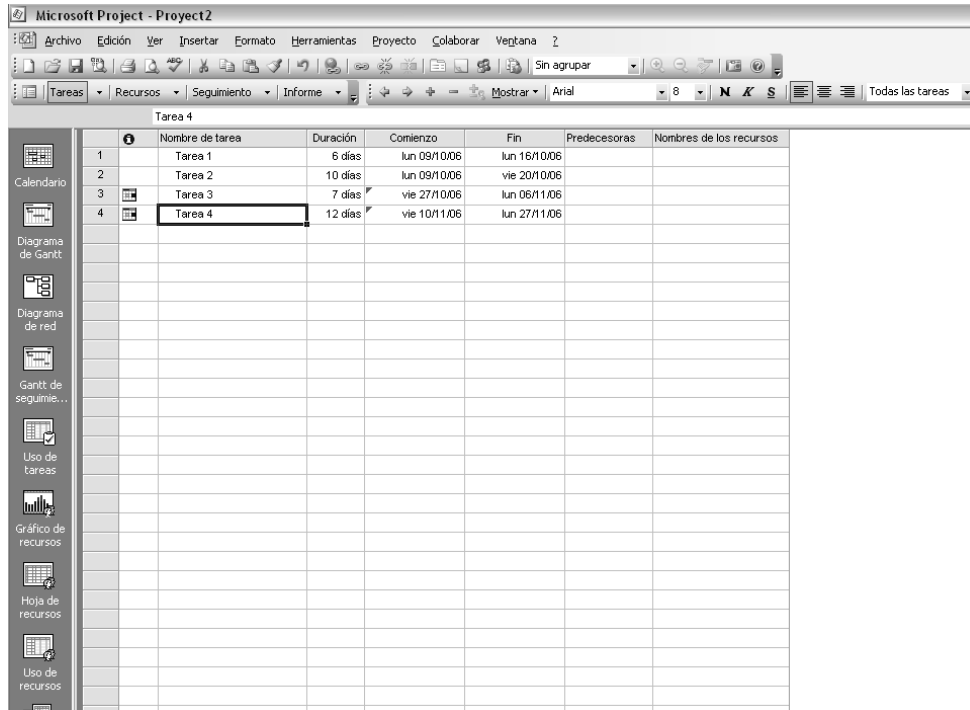 Microsoft Project - Proyect2
Archivo Edición Ver Insertar Formato Herramientas Proyecto Colaborar Ventana ?
Sin agrupar
Tareas Recursos Seguimiento Informe Mostrar Arial 8 N K S Todas las tareas
Tarea 4
Nombre de tarea Duración Comienzo Fin Predecesoras Nombres de los recursos
1 Tarea 1 6 días lun 09/10/06 lun 16/10/06
2 Tarea 2 10 días lun 09/10/06 vie 20/10/06
3 Tarea 3 7 días vie 27/10/06 lun 06/11/06
4 Tarea 4 12 días vie 10/11/06 lun 27/11/06
Calendario
Diagrama
de Gantt
Diagrama
de red
Gantt de
seguimie...
Uso de
tareas
Gráfico de
recursos
Hoja de
recursos
Uso de
recursos